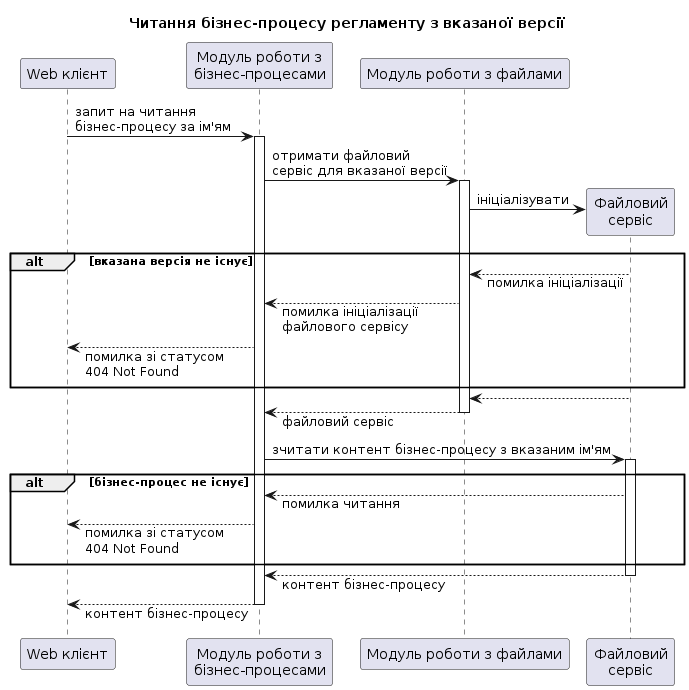 Читання бізнес-процесу регламенту з вказаної версії
Web клієнт
Модуль роботи з
бізнес-процесами
Модуль роботи з файлами
запит на читання
бізнес-процесу за ім'ям
отримати файловий
сервіс для вказаної версії
ініціалізувати
Файловий
сервіс
alt
[вказана версія не існує]
помилка ініціалізації
помилка ініціалізації
файлового сервісу
помилка зі статусом
404 Not Found
файловий сервіс
зчитати контент бізнес-процесу з вказаним ім'ям
alt
[бізнес-процес не існує]
помилка читання
помилка зі статусом
404 Not Found
контент бізнес-процесу
контент бізнес-процесу
Web клієнт
Модуль роботи з
бізнес-процесами
Модуль роботи з файлами
Файловий
сервіс